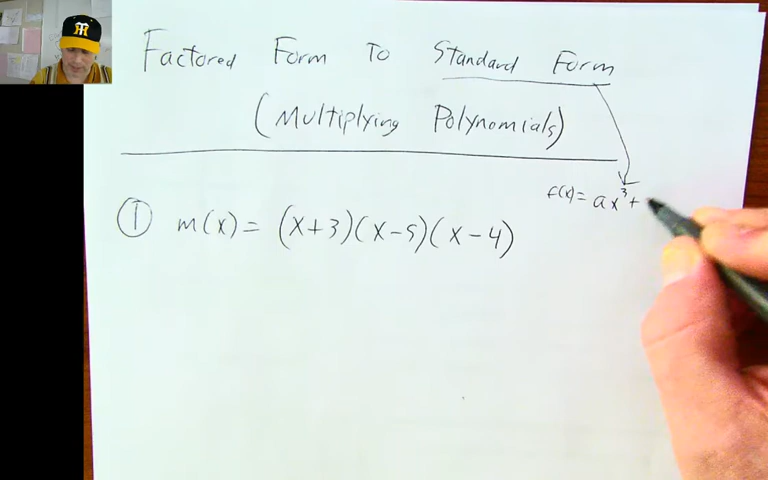 Factored Form To Standard Form
(Multiplying Polynomials)
f(x) = ax³ +
① m(x) = (x+3)(x-5)(x-4)